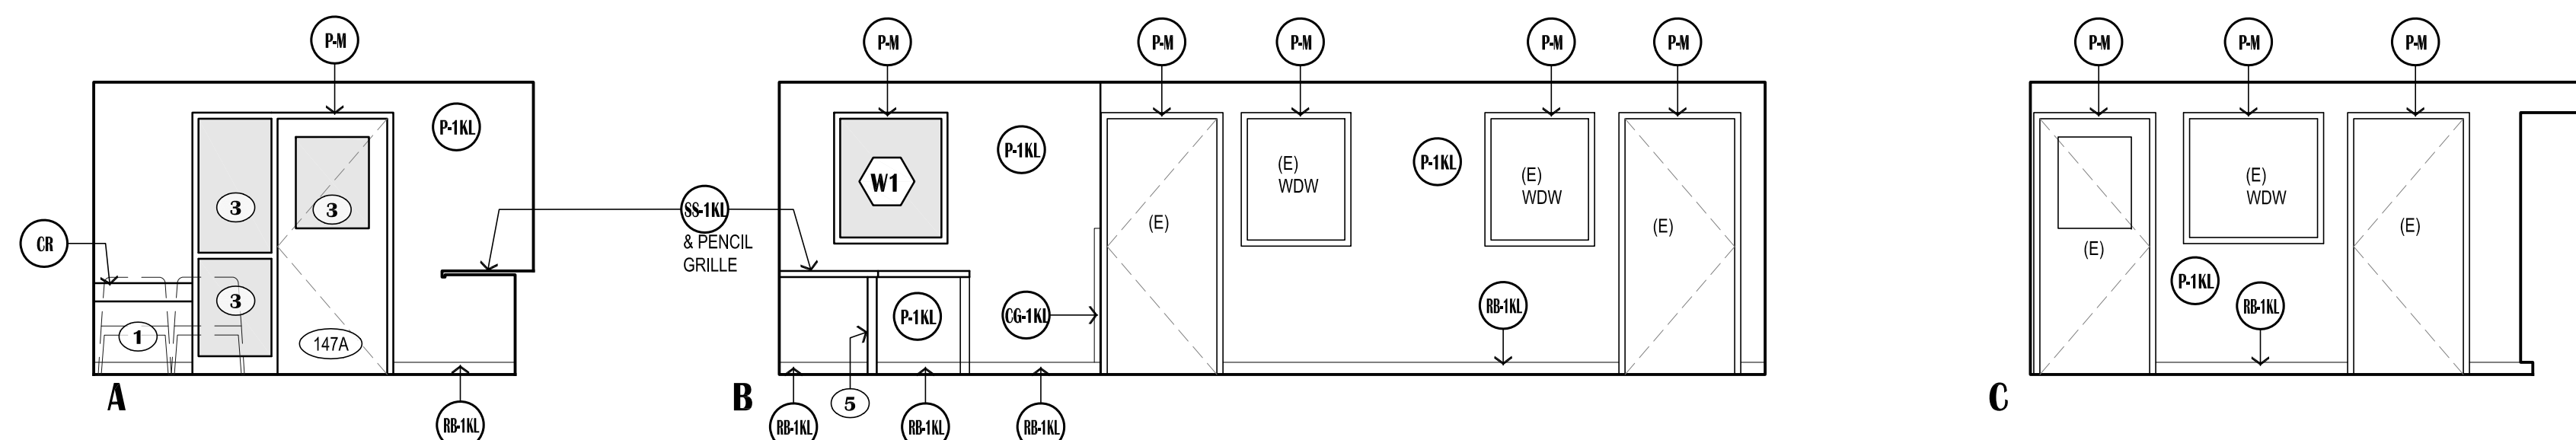 P-M
P-1KL
3
3
CR
3
1
147A
A
RB-1KL
SS-1KL
& PENCIL
GRILLE
P-M
P-M
P-M
P-M
P-M
W1
P-1KL
P-1KL
(E)
(E)
WDW
(E)
WDW
(E)
P-1KL
CG-1KL
RB-1KL
5
B
RB-1KL
RB-1KL
RB-1KL
P-M
P-M
P-M
(E)
(E)
WDW
(E)
P-1KL
RB-1KL
C